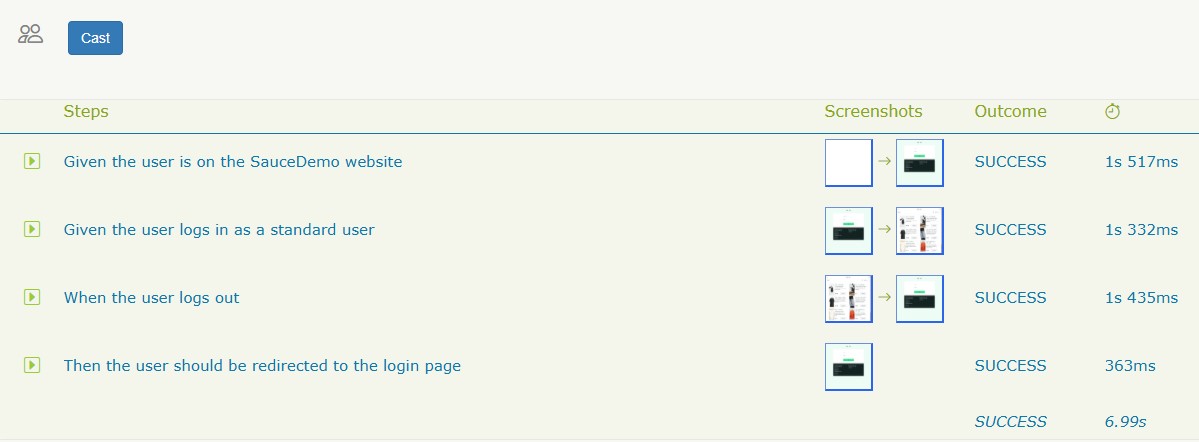 Cast
Steps Screenshots Outcome
Given the user is on the SauceDemo website SUCCESS 1s 517ms
Given the user logs in as a standard user SUCCESS 1s 332ms
When the user logs out SUCCESS 1s 435ms
Then the user should be redirected to the login page SUCCESS 363ms
SUCCESS 6.99s